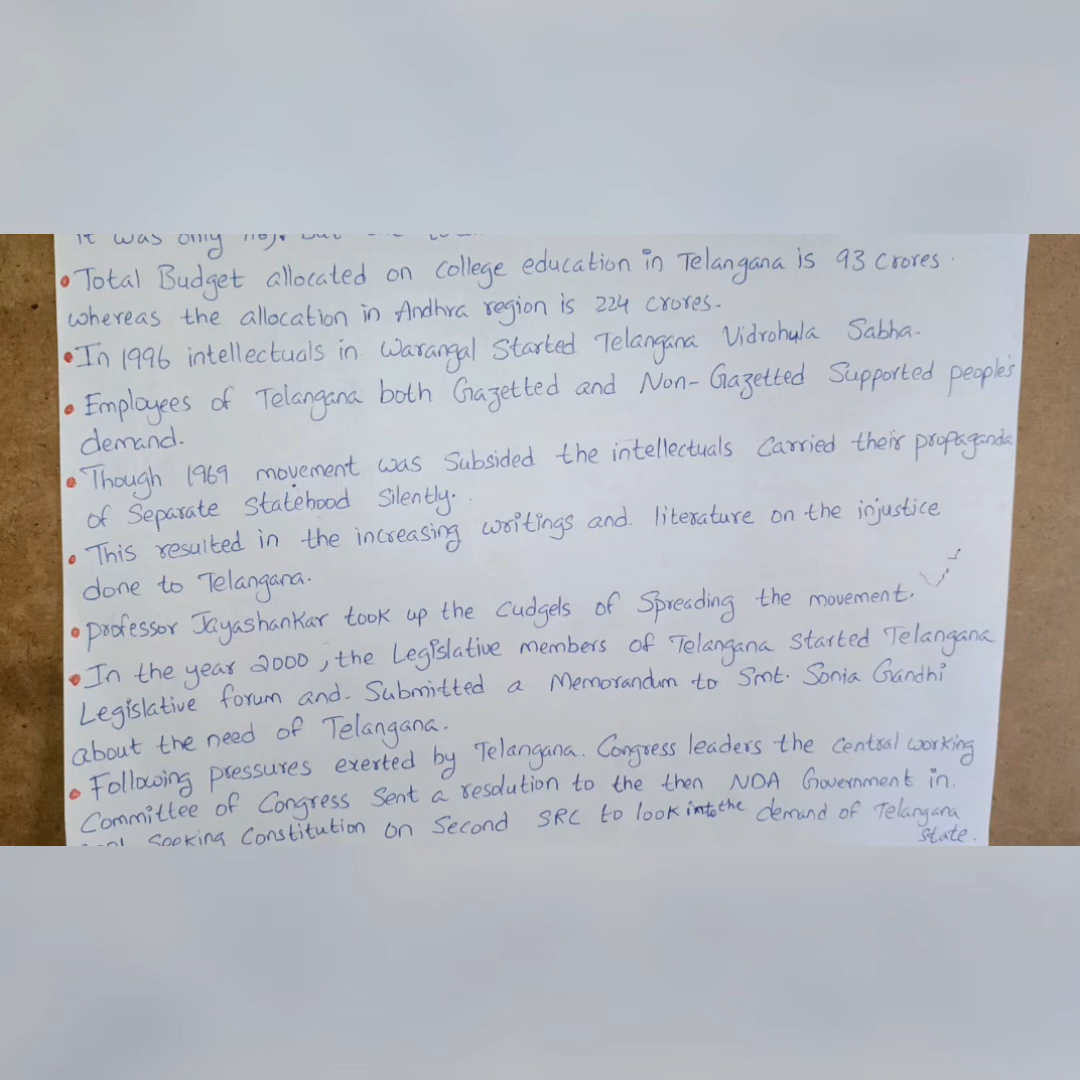 it was only
• Total Budget allocated on college education in Telangana is 93 crores.
whereas the allocation in Andhra region is 224 crores.
• In 1996 intellectuals in Warangal Started Telangana Vidrohula Sabha.
• Employees of Telangana both Gazetted and Non-Gazetted Supported people's
demand.
• Though 1969 movement was Subsided the intellectuals carried their propaganda
of Separate Statehood Silently.
• This resulted in the increasing writings and literature on the injustice
done to Telangana.
• professor Jayashankar took up the cudgels of Spreading the movement.
• In the year 2000, the Legislative members of Telangana Started Telangana
Legislative forum and Submitted a Memorandum to Smt. Sonia Gandhi
about the need of Telangana.
• Following pressures exerted by Telangana. Congress leaders the central working
Committee of Congress Sent a resolution to the then NDA Government in.
Seeking Constitution on Second SRC to look into the demand of Telangana
State.